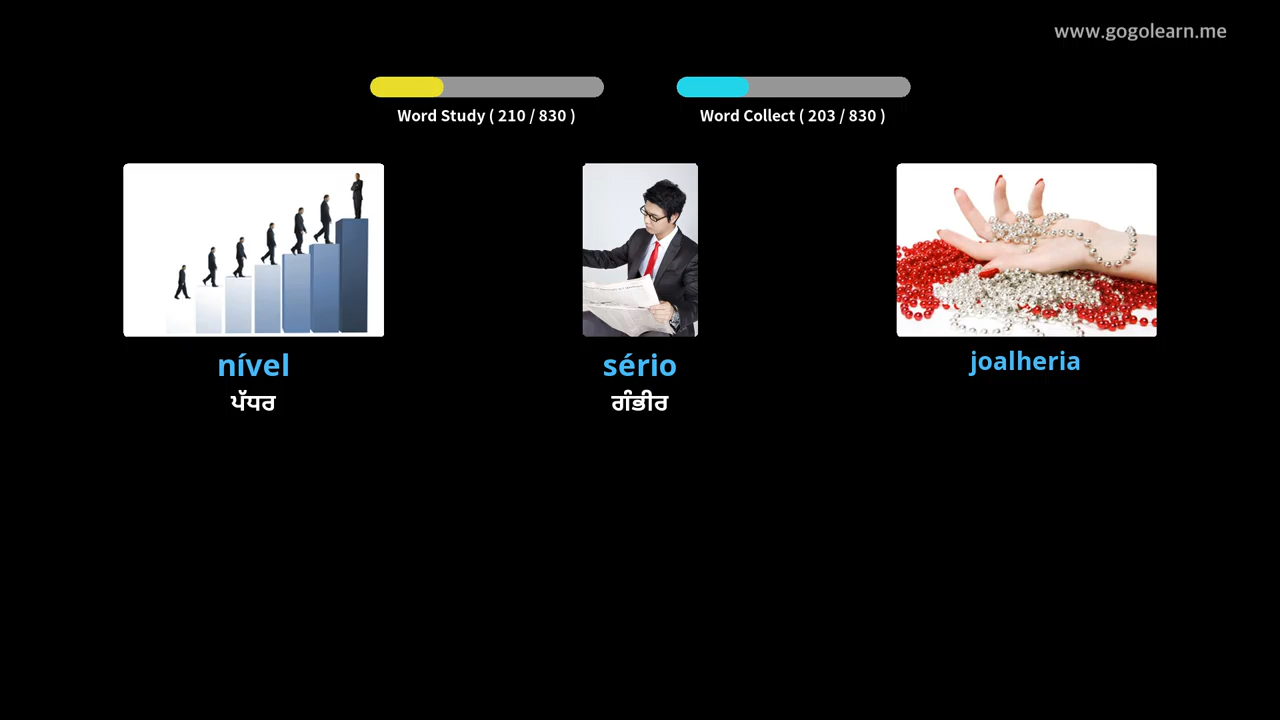 www.gogolearn.me
Word Study ( 210 / 830 )
Word Collect ( 203 / 830 )
nível
sério
joalheria
ਪੱਧਰ
ਗੰਭੀਰ